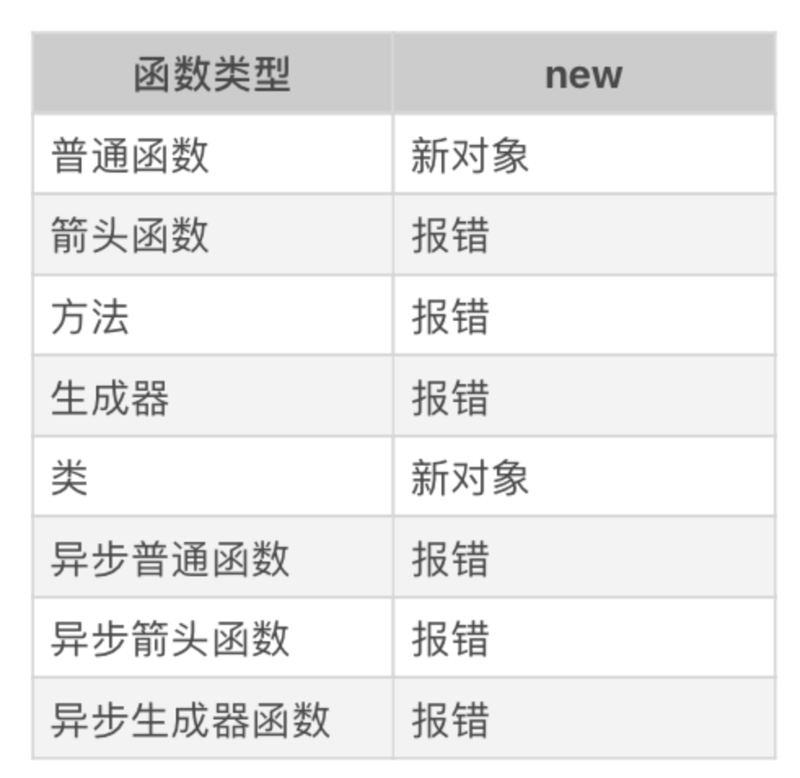 函数类型 new
普通函数 新对象
箭头函数 报错
方法 报错
生成器 报错
类 新对象
异步普通函数 报错
异步箭头函数 报错
异步生成器函数 报错